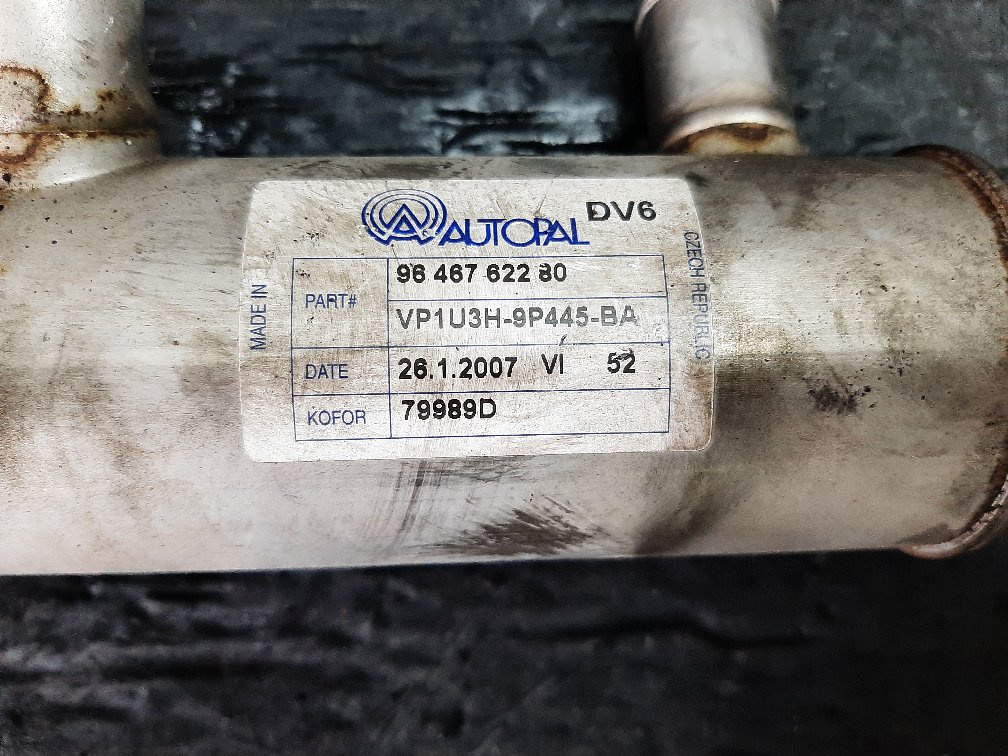 AUTOPAL DV6
MADE IN
PART# 96 467 622 80
VP1U3H-9P445-BA
DATE 26.1.2007 VI 52
KOFOR 79989D
CZECH REPUBLIC